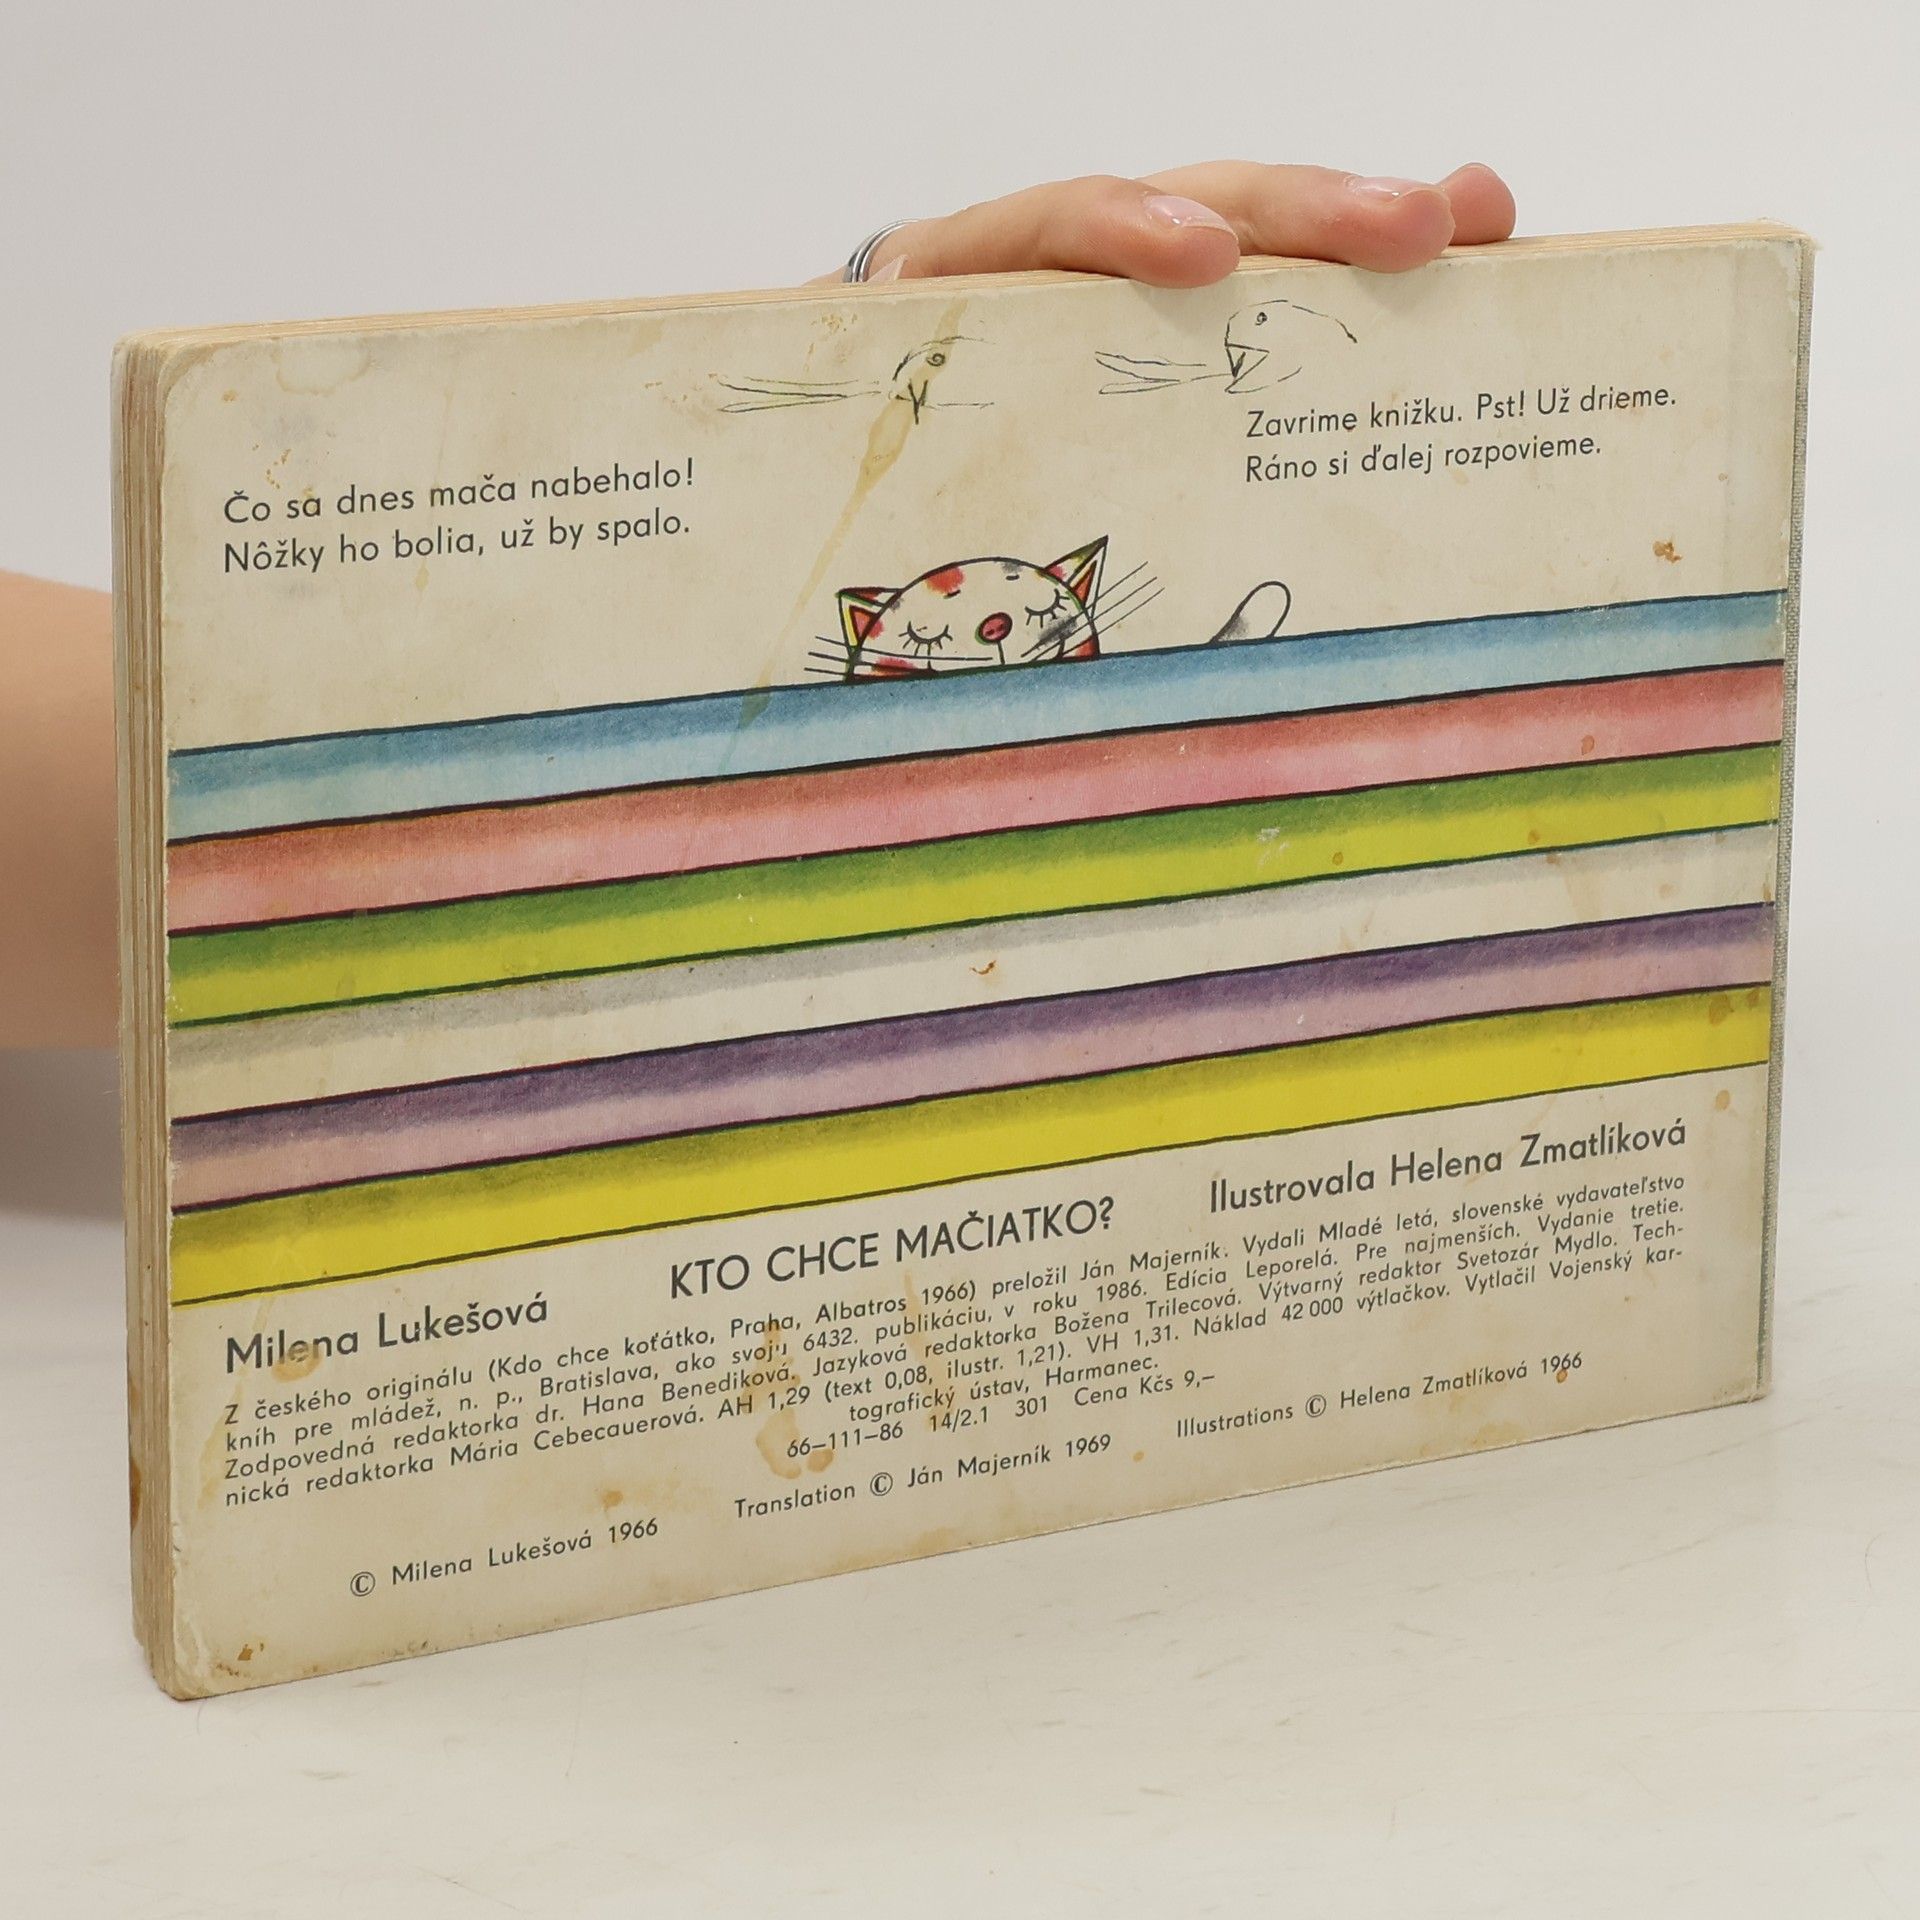 Čo sa dnes mača nabehalo!
Nôžky ho bolia, už by spalo.
Zavrime knižku. Pst! Už drieme.
Ráno si ďalej rozpovieme.
Milena Lukešová
KTO CHCE MAČIATKO?
Ilustrovala Helena Zmatlíková
Z českého originálu (Kdo chce koťátko, Praha, Albatros 1966) preložil Ján Majerník. Vydali Mladé letá, slovenské vydavateľstvo
kníh pre mládež, n. p., Bratislava, ako svoju 6432. publikáciu, v roku 1986. Edícia Leporelá. Pre najmenších. Vydanie tretie.
Zodpovedná redaktorka dr. Hana Benediková. Jazyková redaktorka Božena Trilecová. Výtvarný redaktor Svetozár Mydlo. Tech-
nická redaktorka Mária Cebecauerová. AH 1,29 (text 0,08, ilustr. 1,21). VH 1,31. Náklad 42 000 výtlačkov. Vytlačil Vojenský kar-
tografický ústav, Harmanec.
66–111–86 14/2.1 301 Cena Kčs 9,–
© Milena Lukešová 1966
Translation © Ján Majerník 1969
Illustrations © Helena Zmatlíková 1966